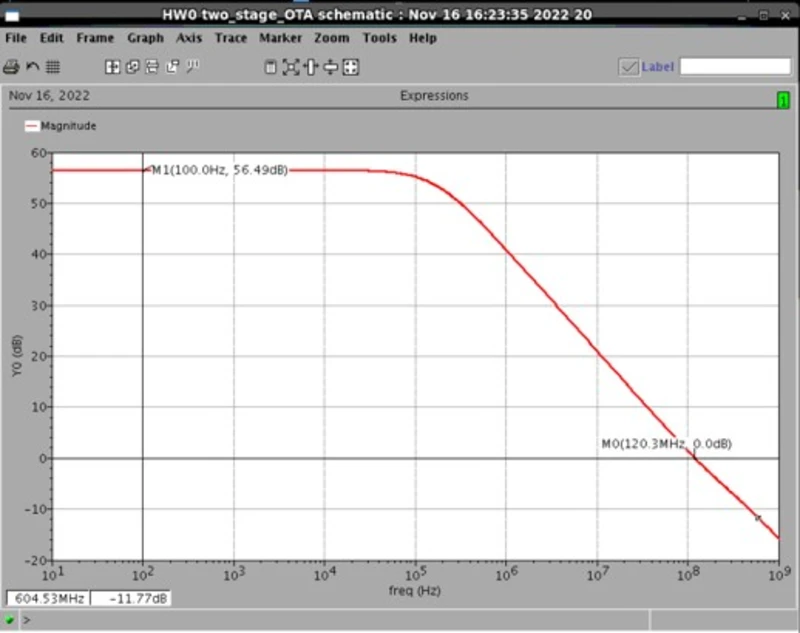 HW0 two_stage_OTA schematic : Nov 16 16:23:35 2022 20
File Edit Frame Graph Axis Trace Marker Zoom Tools Help
Label
Nov 16, 2022 Expressions 1
Magnitude
60
M1(100.0Hz, 56.49dB)
50
40
30
Y0 (dB)
20
10
M0(120.3MHz, 0.0dB)
0
-10
-20
10^1 10^2 10^3 10^4 10^5 10^6 10^7 10^8 10^9
freq (Hz)
604.53MHz -11.77dB
>